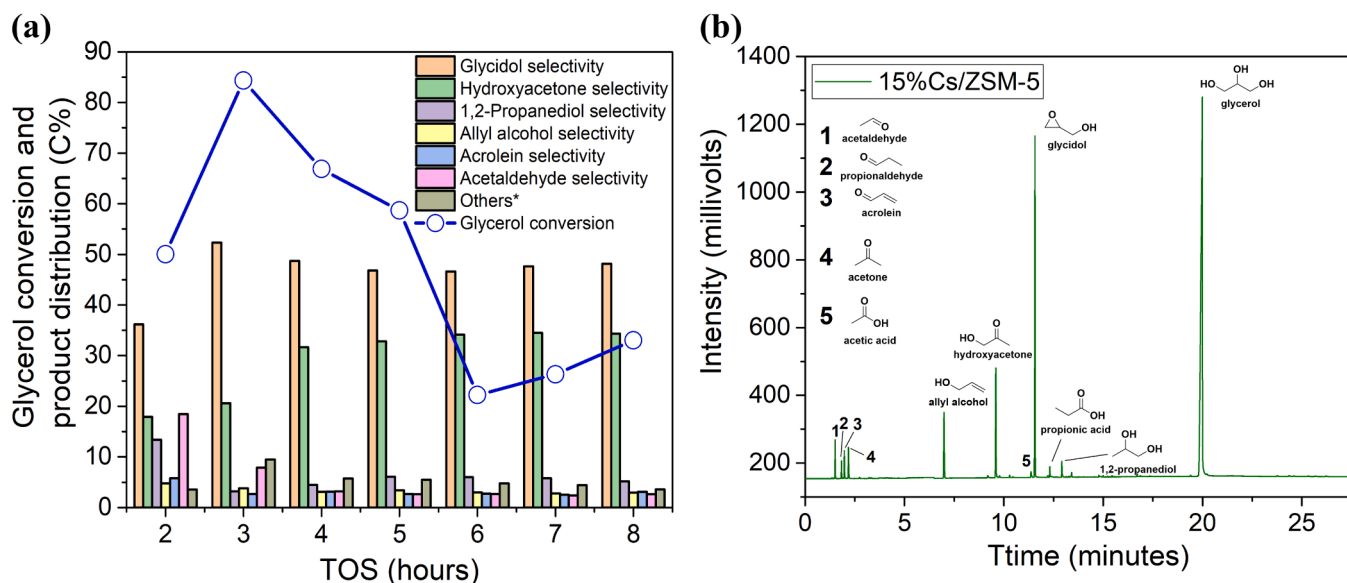 (a)
Glycerol conversion and
product distribution (C%)
90
80
70
60
50
40
30
20
10
0
Glycidol selectivity
Hydroxyacetone selectivity
1,2-Propanediol selectivity
Allyl alcohol selectivity
Acrolein selectivity
Acetaldehyde selectivity
Others*
Glycerol conversion
2 3 4 5 6 7 8
TOS (hours)
(b)
Intensity (millivolts)
1400
1200
1000
800
600
400
200
15%Cs/ZSM-5
1
O
acetaldehyde
2
O
propionaldehyde
3
O
acrolein
4
O
acetone
5
O
OH
acetic acid
OH
HO OH
glycerol
O
OH
glycidol
O
HO
hydroxyacetone
HO
allyl alcohol
O
OH
propionic acid
OH
OH
1,2-propanediol
1 2 3
4
5
0 5 10 15 20 25
Ttime (minutes)